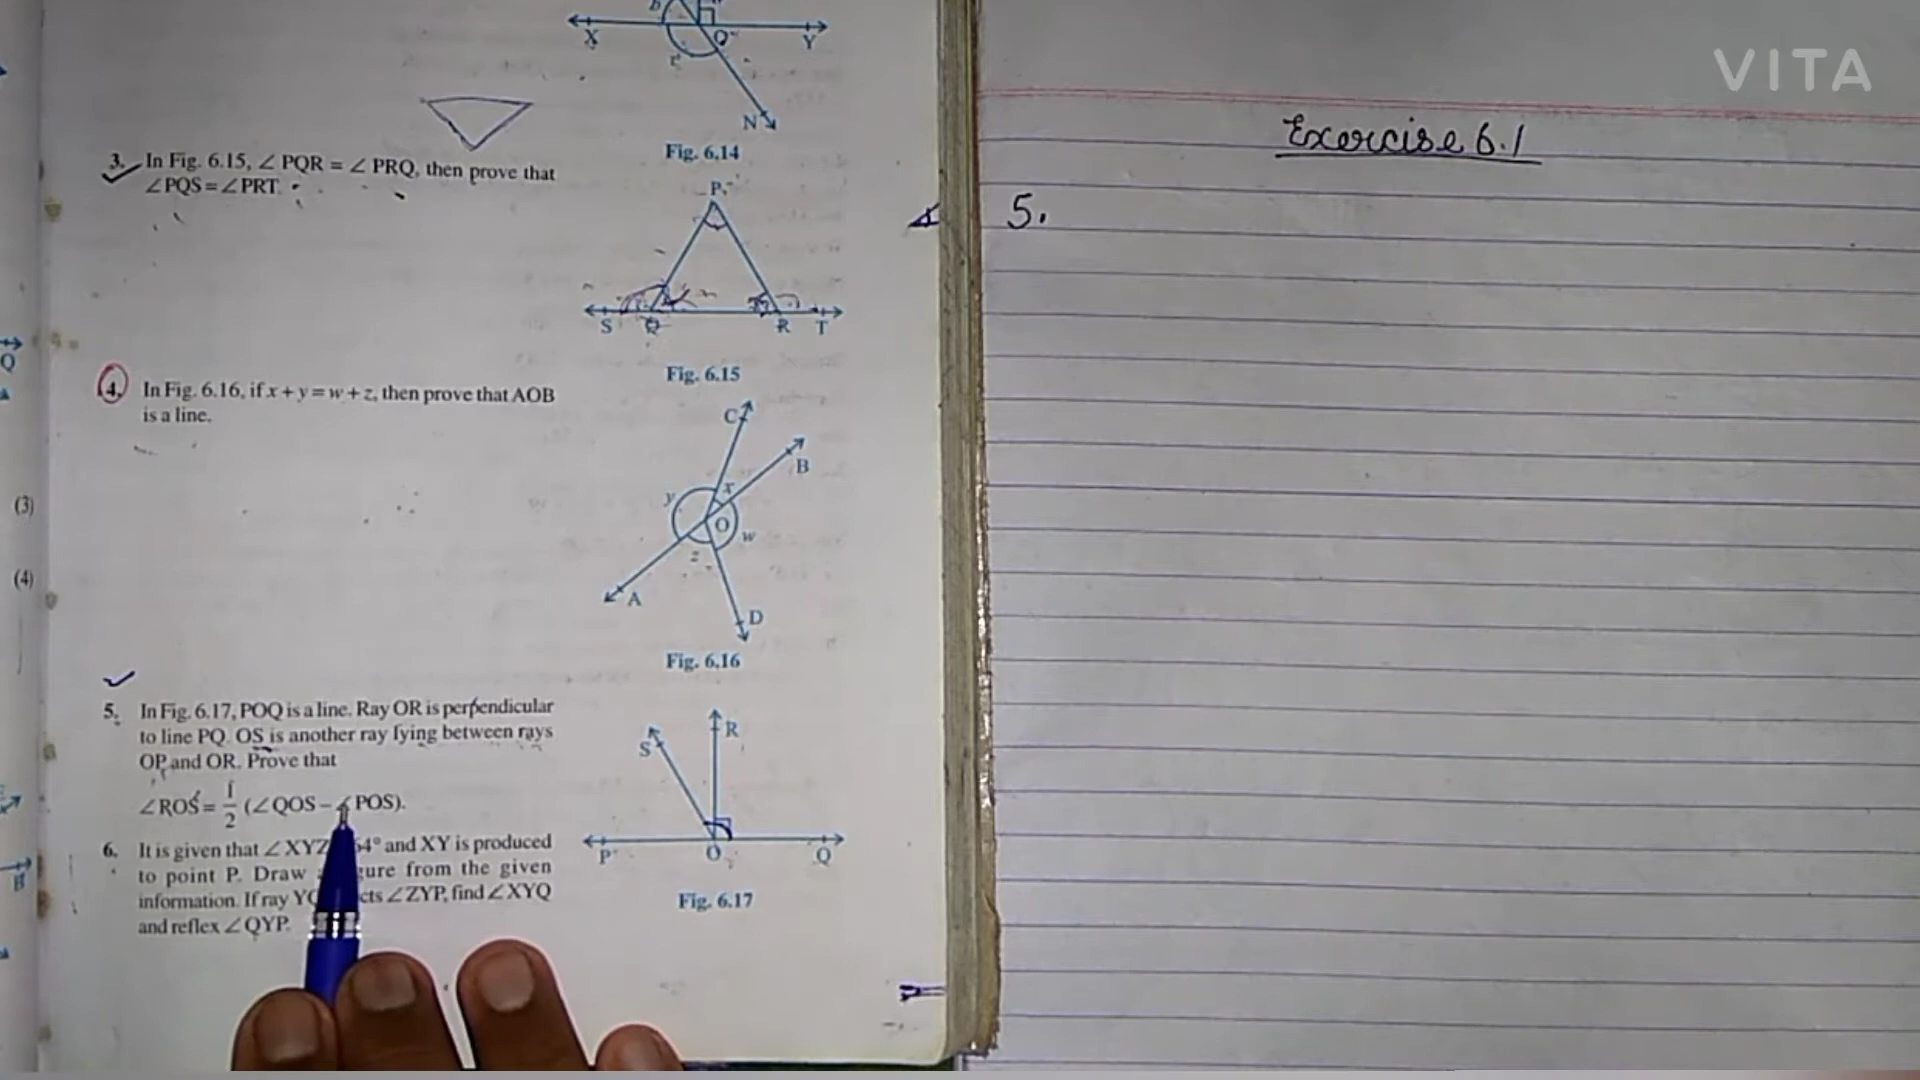 X
O
Y
N
Fig. 6.14
VITA
Exercise 6.1
5.
3. In Fig. 6.15, ∠ PQR = ∠ PRQ, then prove that
∠PQS = ∠PRT.
P
S
Q
R
T
Fig. 6.15
4. In Fig. 6.16, if x + y = w + z, then prove that AOB
is a line.
C
B
y
x
O
w
z
A
D
Fig. 6.16
Q
(3)
(4)
B
5. In Fig. 6.17, POQ is a line. Ray OR is perpendicular
to line PQ. OS is another ray lying between rays
OP and OR. Prove that
∠ROS = 1/2 (∠QOS – ∠POS).
R
S
P
O
Q
Fig. 6.17
6. It is given that ∠ XYZ 64° and XY is produced
to point P. Draw from the given
information. If ray ∠ZYP, find ∠XYQ
and reflex ∠QYP.